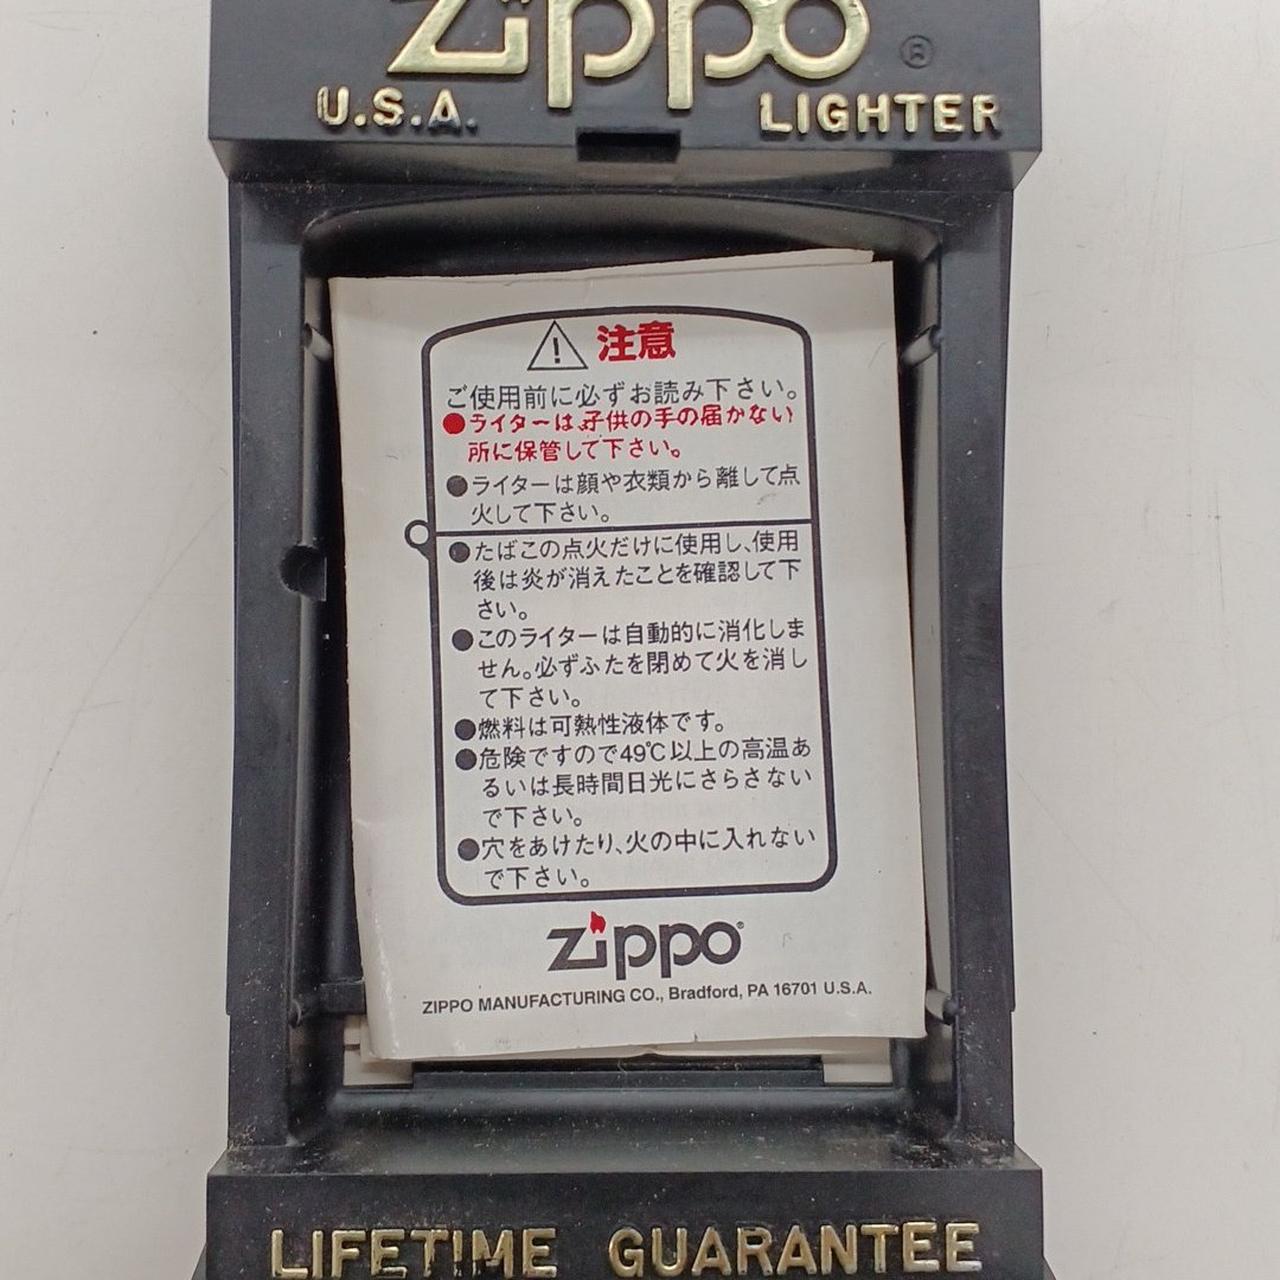 Zippo ®
U.S.A. LIGHTER
注意
ご使用前に必ずお読み下さい。
●ライターは子供の手の届かない
所に保管して下さい。
●ライターは顔や衣類から離して点
火して下さい。
●たばこの点火だけに使用し、使用
後は炎が消えたことを確認して下
さい。
●このライターは自動的に消化しま
せん。必ずふたを閉めて火を消し
て下さい。
●燃料は可熱性液体です。
●危険ですので49℃以上の高温あ
るいは長時間日光にさらさない
で下さい。
●穴をあけたり、火の中に入れない
で下さい。
zippo®
ZIPPO MANUFACTURING CO., Bradford, PA 16701 U.S.A.
LIFETIME GUARANTEE